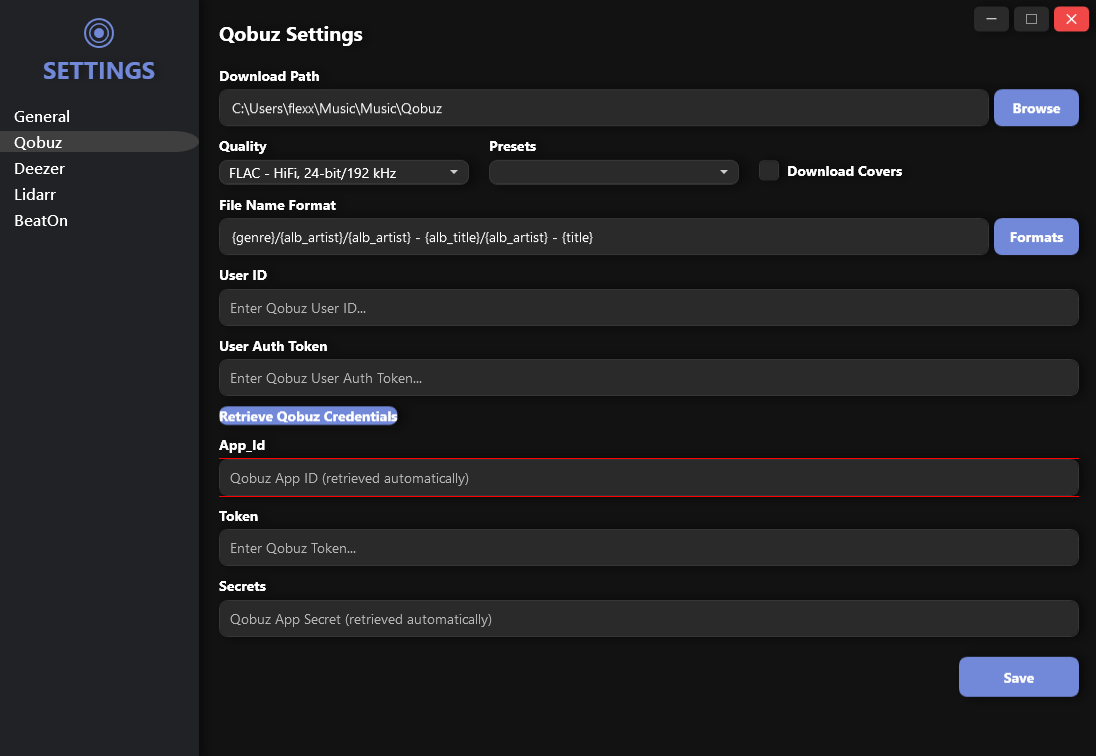 SETTINGS
General
Qobuz
Deezer
Lidarr
BeatOn
Qobuz Settings
Download Path
C:\Users\flexx\Music\Music\Qobuz
Browse
Quality
Presets
FLAC - HiFi, 24-bit/192 kHz
Download Covers
File Name Format
{genre}/{alb_artist}/{alb_artist} - {alb_title}/{alb_artist} - {title}
Formats
User ID
Enter Qobuz User ID...
User Auth Token
Enter Qobuz User Auth Token...
Retrieve Qobuz Credentials
App_Id
Qobuz App ID (retrieved automatically)
Token
Enter Qobuz Token...
Secrets
Qobuz App Secret (retrieved automatically)
Save